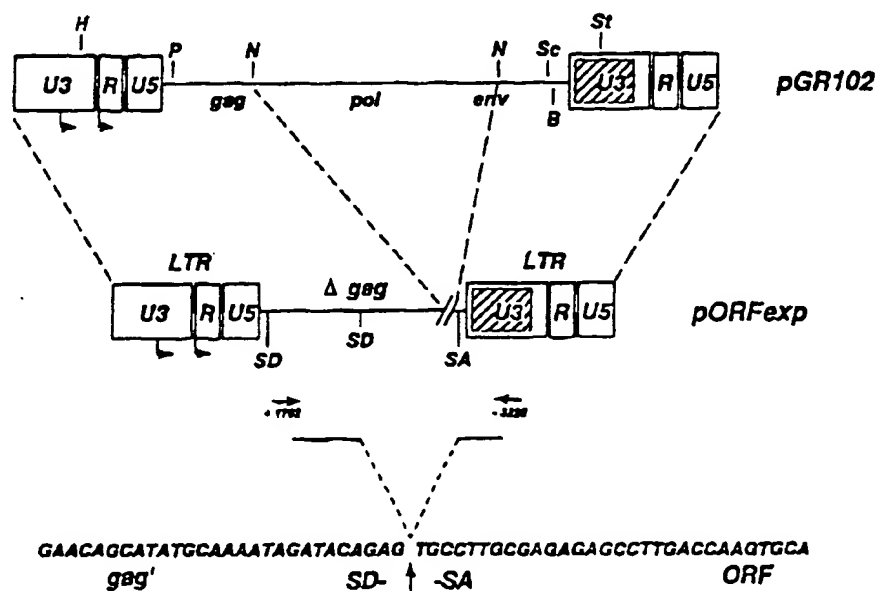 H St
P N N Sc
U3 R U5 U3 R U5 pGR102
gag pol env
B
LTR Δ gag LTR
U3 R U5 U3 R U5 pORFexp
SD SD SA
GAACAGCATATGCAAAATAGATACAGAG TGCCTTGCGAGAGAGCCTTGACCAAGTGCA
gag' SD- -SA ORF